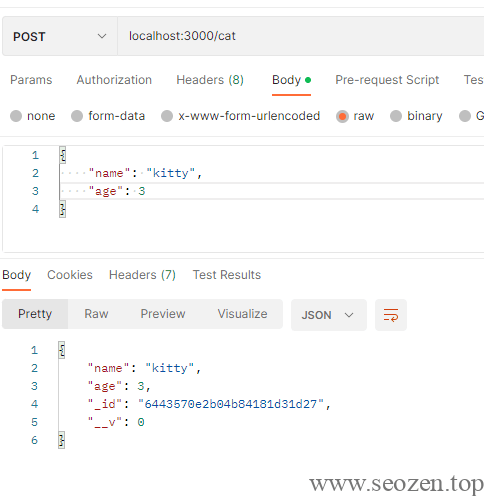 POST localhost:3000/cat
Params Authorization Headers (8) Body Pre-request Script Tes
none form-data x-www-form-urlencoded raw binary G
1 {
2 "name": "kitty",
3 "age": 3
4 }
Body Cookies Headers (7) Test Results
Pretty Raw Preview Visualize JSON
1 {
2 "name": "kitty",
3 "age": 3,
4 "_id": "6443570e2b04b84181d31d27",
5 "__v": 0
6 }
www.seozen.top